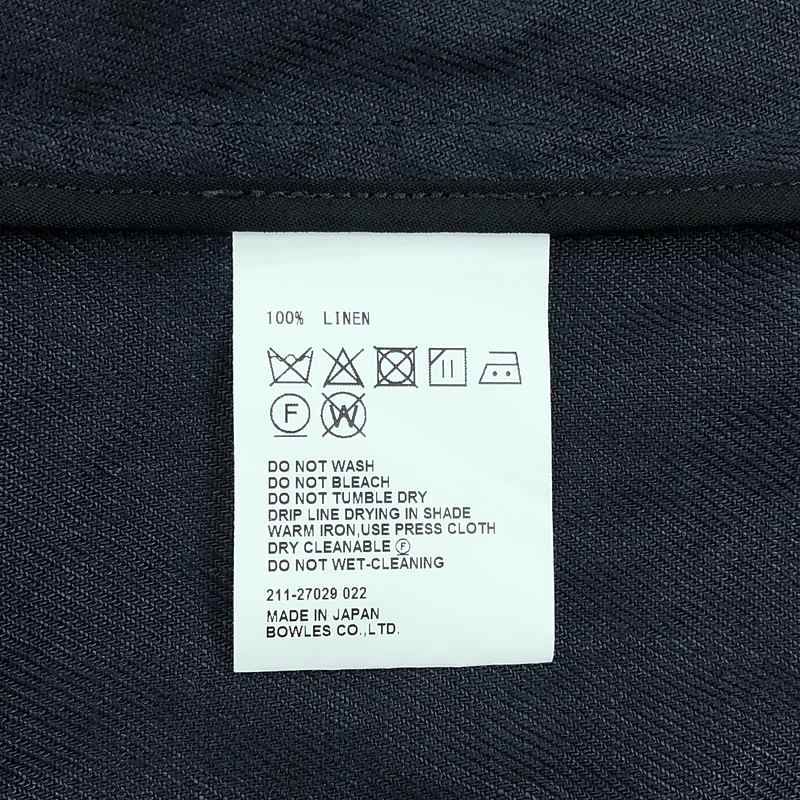 100% LINEN
F W
DO NOT WASH
DO NOT BLEACH
DO NOT TUMBLE DRY
DRIP LINE DRYING IN SHADE
WARM IRON,USE PRESS CLOTH
DRY CLEANABLE Ⓕ
DO NOT WET-CLEANING
211-27029 022
MADE IN JAPAN
BOWLES CO.,LTD.